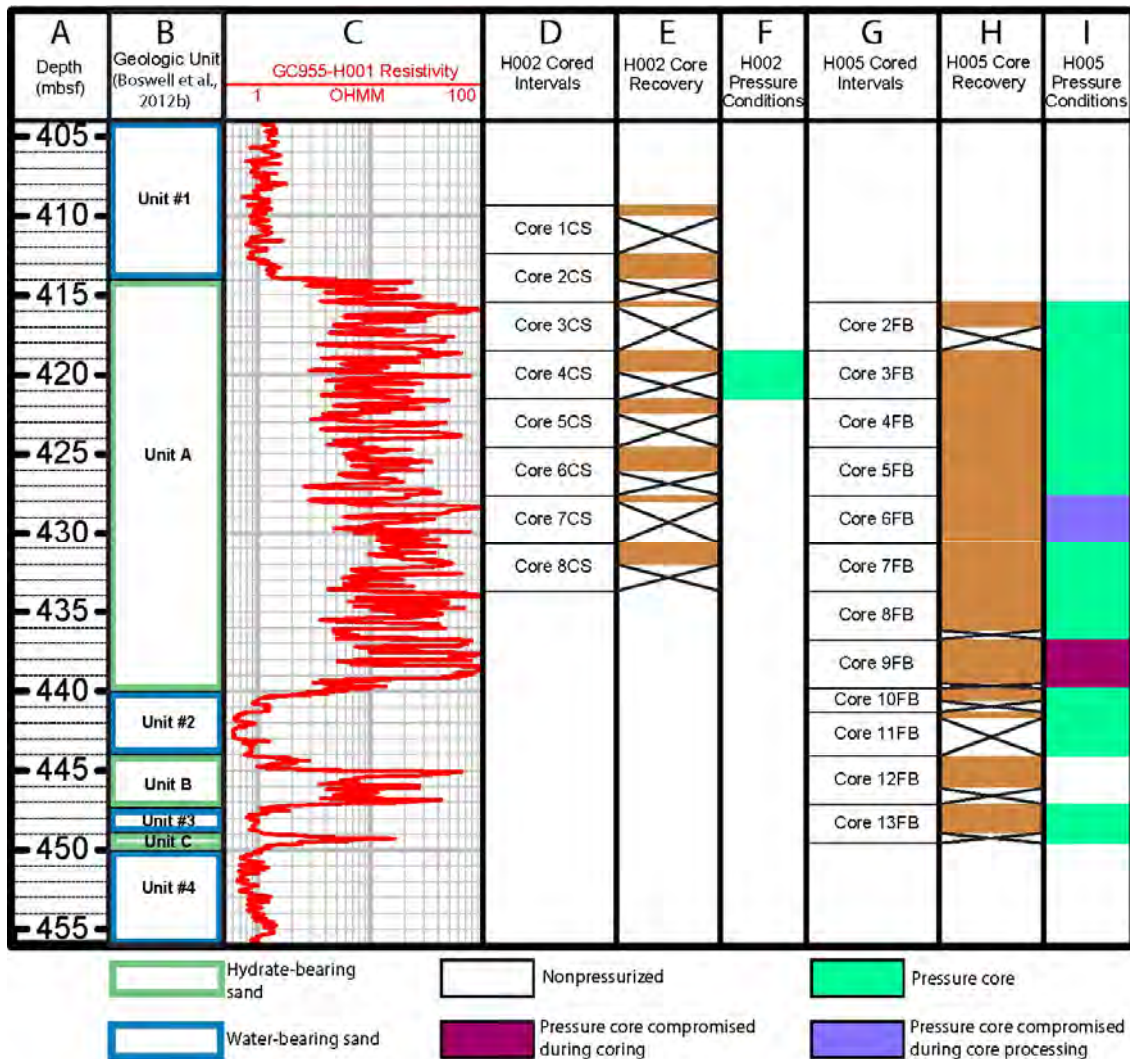 A
B
C
D
E
F
G
H
I
Depth
(mbsf)
Geologic Unit
(Boswell et al.,
2012b)
GC955-H001 Resistivity
1 OHMM 100
H002 Cored
Intervals
H002 Core
Recovery
H002
Pressure
Conditions
H005 Cored
Intervals
H005 Core
Recovery
H005
Pressure
Conditions
405
410
415
420
425
430
435
440
445
450
455
Unit #1
Unit A
Unit #2
Unit B
Unit #3
Unit C
Unit #4
Core 1CS
Core 2CS
Core 3CS
Core 4CS
Core 5CS
Core 6CS
Core 7CS
Core 8CS
Core 2FB
Core 3FB
Core 4FB
Core 5FB
Core 6FB
Core 7FB
Core 8FB
Core 9FB
Core 10FB
Core 11FB
Core 12FB
Core 13FB
Hydrate-bearing
sand
Nonpressurized
Pressure core
Water-bearing sand
Pressure core compromised
during coring
Pressure core compromised
during core processing